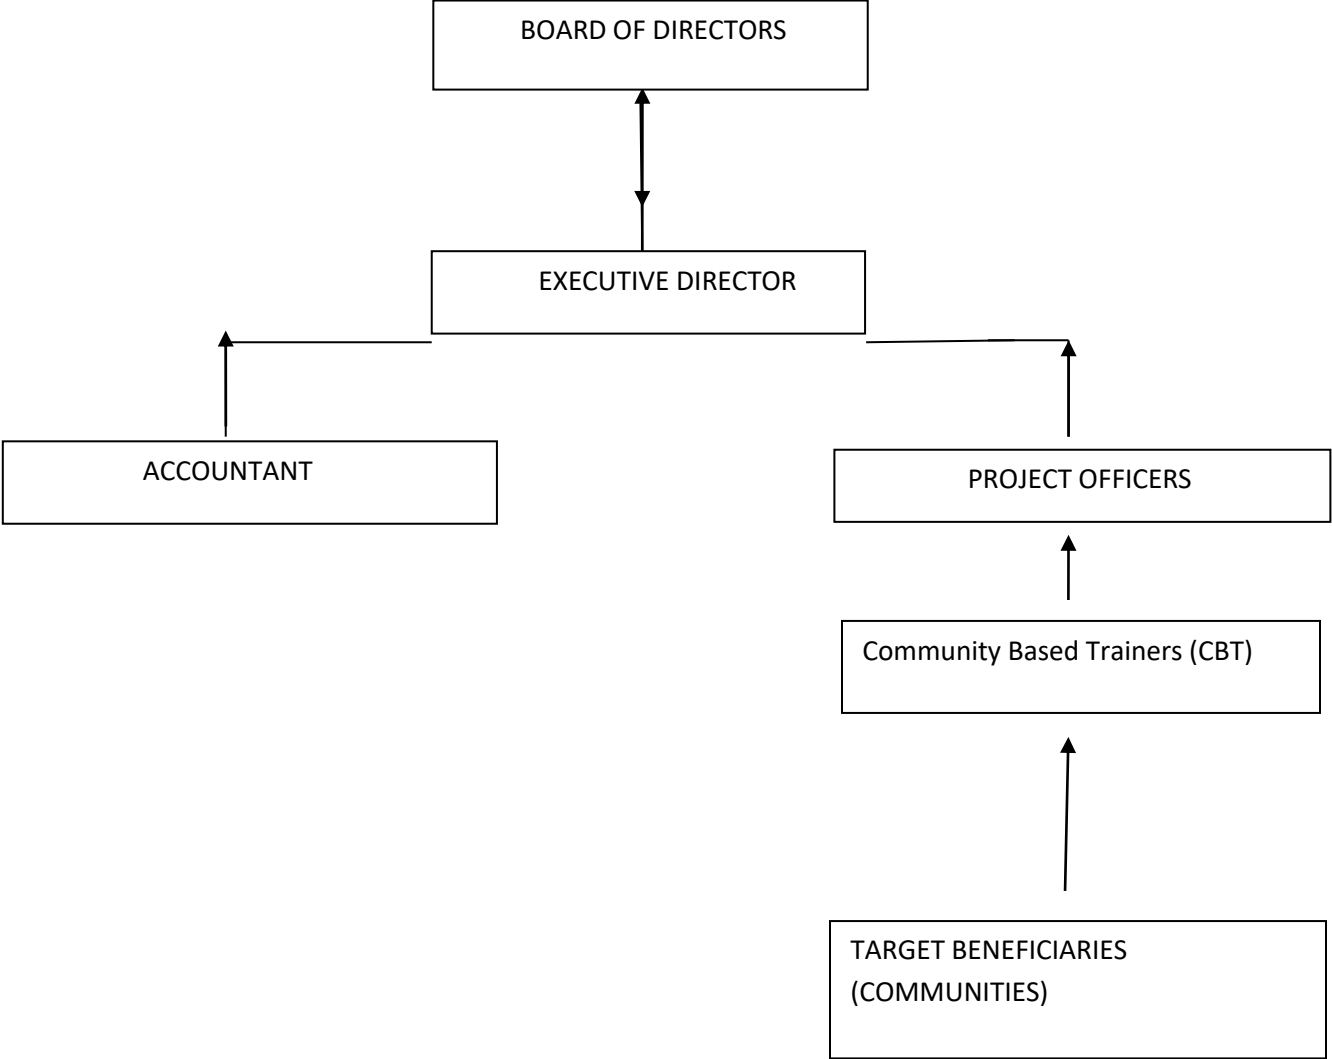 BOARD OF DIRECTORS
EXECUTIVE DIRECTOR
ACCOUNTANT
PROJECT OFFICERS
Community Based Trainers (CBT)
TARGET BENEFICIARIES
(COMMUNITIES)